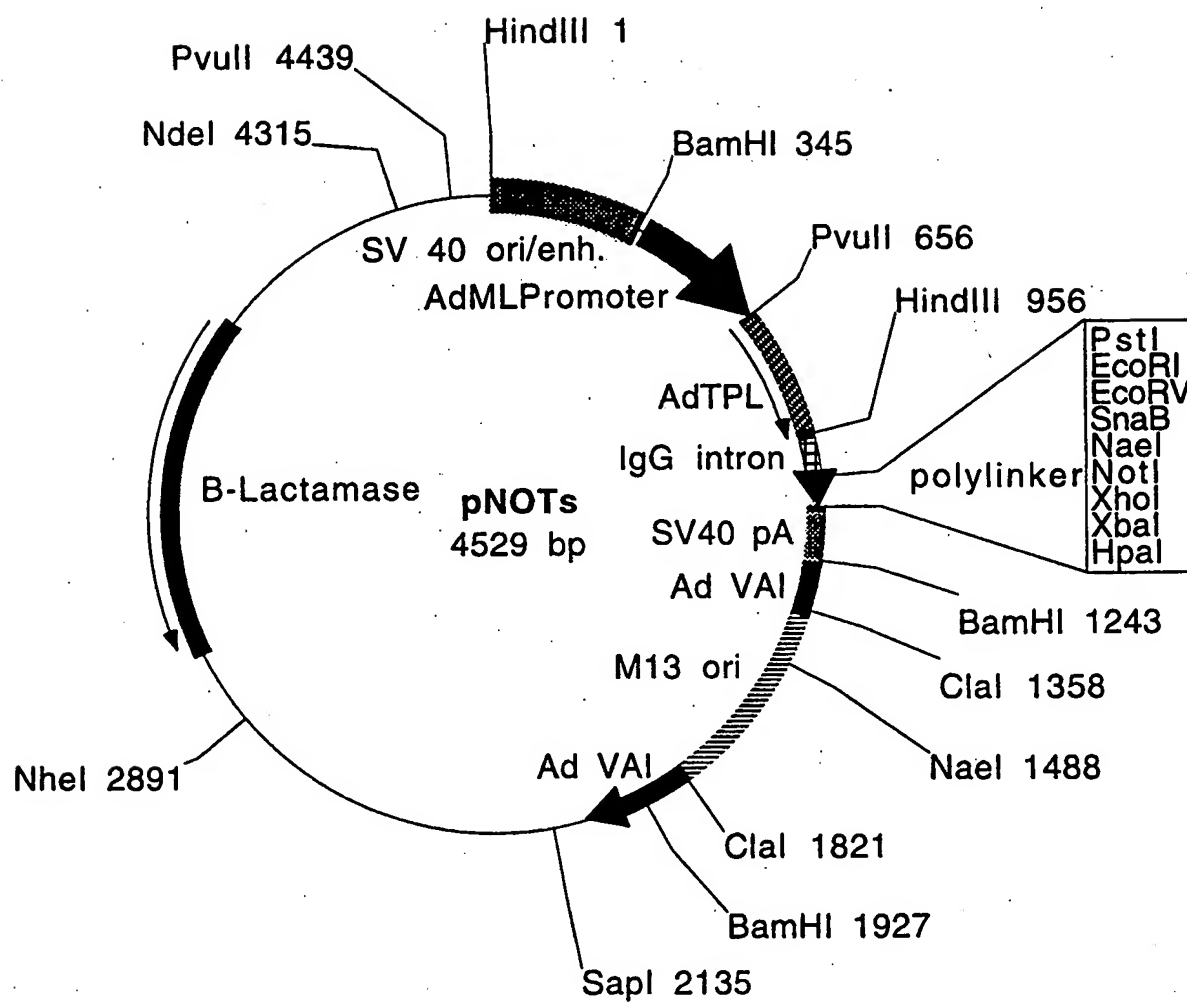 HindIII 1
PvuII 4439
NdeI 4315
BamHI 345
SV 40 ori/enh.
PvuII 656
AdMLPromoter
HindIII 956
PstI
EcoRI
EcoRV
SnaB
NaeI
NotI
XhoI
XbaI
HpaI
AdTPL
IgG intron
polylinker
B-Lactamase
pNOTs
4529 bp
SV40 pA
Ad VAI
BamHI 1243
M13 ori
ClaI 1358
NheI 2891
Ad VAI
NaeI 1488
ClaI 1821
BamHI 1927
SapI 2135